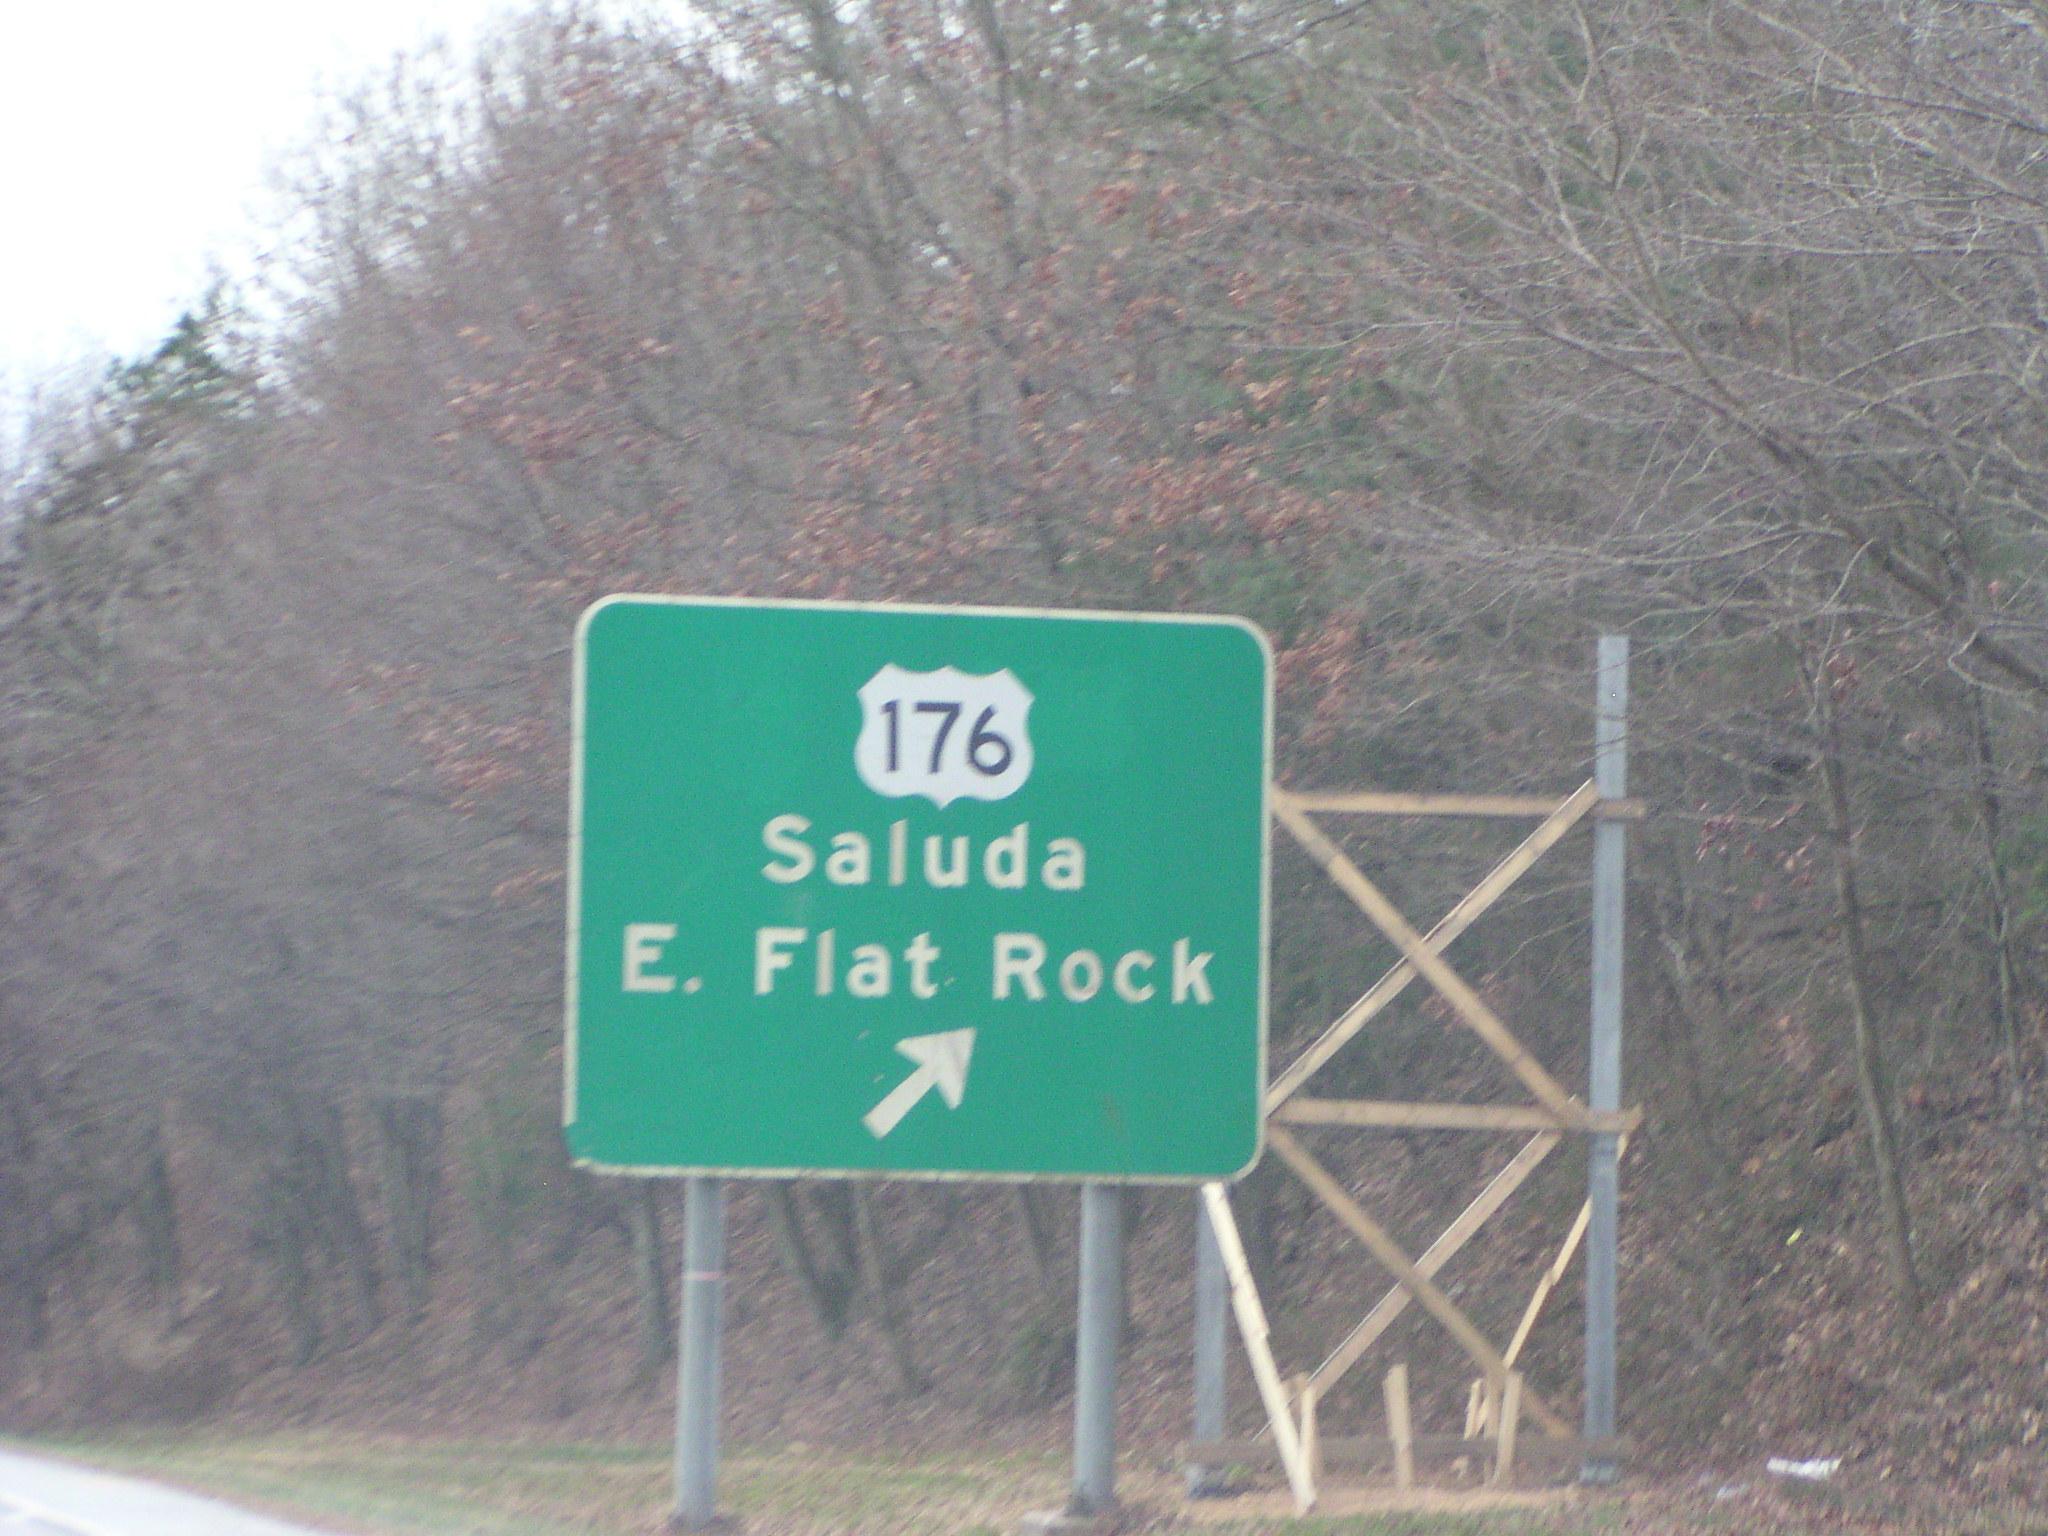 176
Saluda
E. Flat Rock